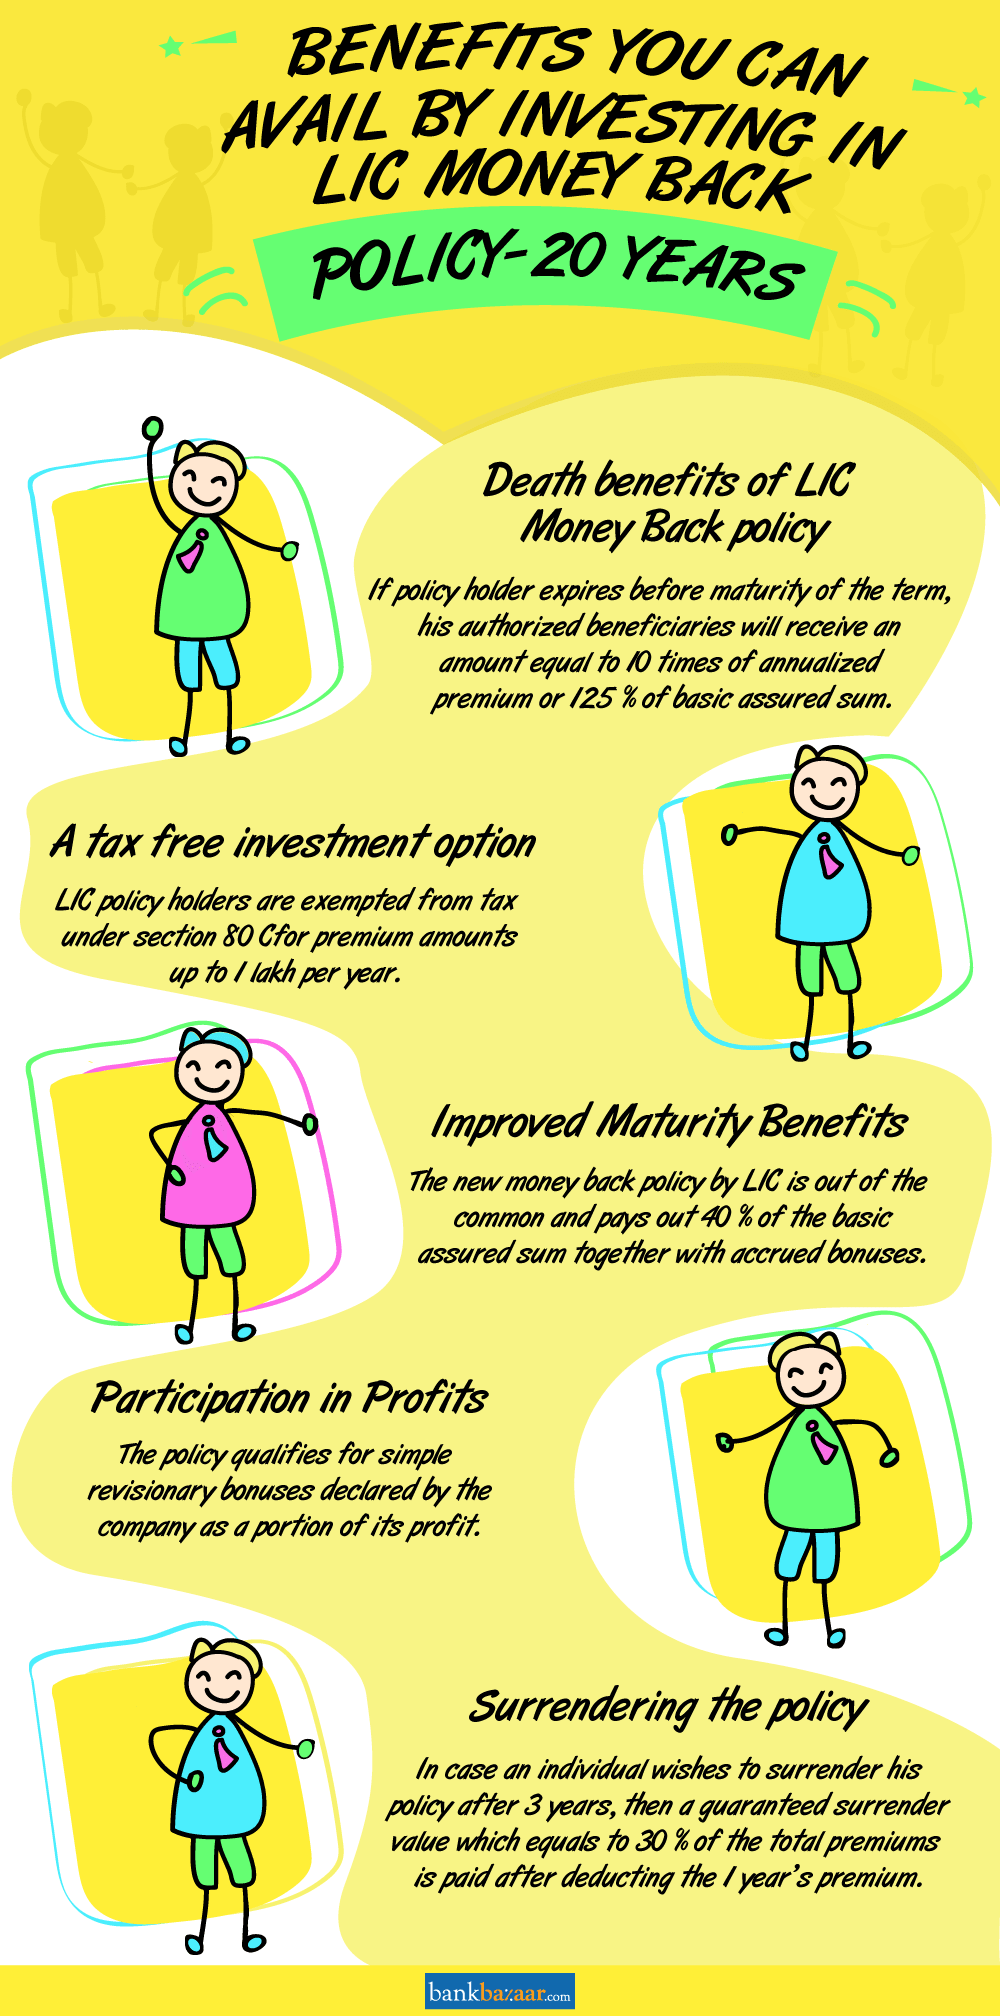 BENEFITS YOU CAN
AVAIL BY INVESTING IN
LIC MONEY BACK
POLICY-20 YEARS
Death benefits of LIC
Money Back policy
If policy holder expires before maturity of the term,
his authorized beneficiaries will receive an
amount equal to 10 times of annualized
premium or 125 % of basic assured sum.
A tax free investment option
LIC policy holders are exempted from tax
under section 80 Cfor premium amounts
up to 1 lakh per year.
Improved Maturity Benefits
The new money back policy by LIC is out of the
common and pays out 40 % of the basic
assured sum together with accrued bonuses.
Participation in Profits
The policy qualifies for simple
revisionary bonuses declared by the
company as a portion of its profit.
Surrendering the policy
In case an individual wishes to surrender his
policy after 3 years, then a guaranteed surrender
value which equals to 30 % of the total premiums
is paid after deducting the 1 year's premium.
bankbazaar.com